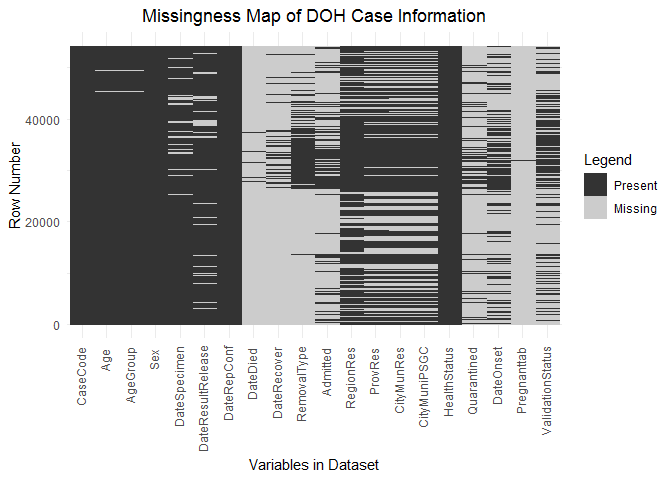 Missingness Map of DOH Case Information
Row Number
40000
20000
0
CaseCode
Age
AgeGroup
Sex
DateSpecimen
DateResultRelease
DateRepConf
DateDied
DateRecover
RemovalType
Admitted
RegionRes
ProvRes
CityMunRes
CityMuniPSGC
HealthStatus
Quarantined
DateOnset
Pregnanttab
ValidationStatus
Variables in Dataset
Legend
Present
Missing